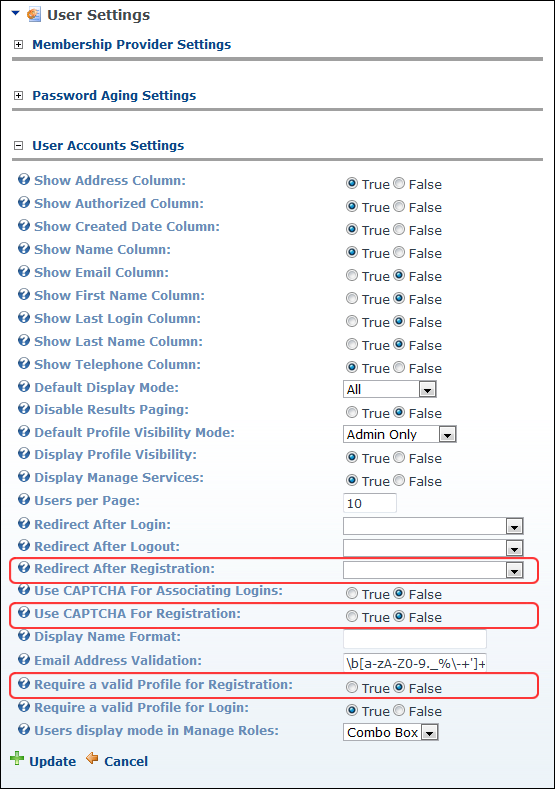 User Settings
Membership Provider Settings
Password Aging Settings
User Accounts Settings
Show Address Column: True False
Show Authorized Column: True False
Show Created Date Column: True False
Show Name Column: True False
Show Email Column: True False
Show First Name Column: True False
Show Last Login Column: True False
Show Last Name Column: True False
Show Telephone Column: True False
Default Display Mode: All
Disable Results Paging: True False
Default Profile Visibility Mode: Admin Only
Display Profile Visibility: True False
Display Manage Services: True False
Users per Page: 10
Redirect After Login:
Redirect After Logout:
Redirect After Registration:
Use CAPTCHA For Associating Logins: True False
Use CAPTCHA For Registration: True False
Display Name Format:
Email Address Validation: \b[a-zA-Z0-9._%\-+']+
Require a valid Profile for Registration: True False
Require a valid Profile for Login: True False
Users display mode in Manage Roles: Combo Box
Update Cancel